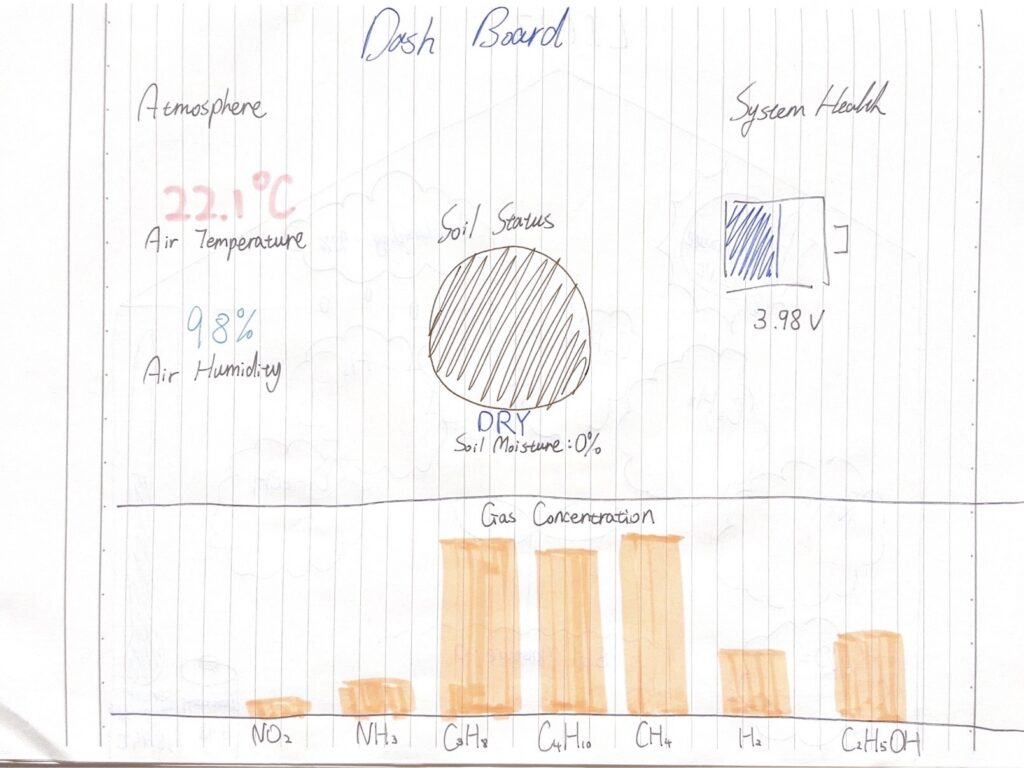 Dash Board
Atmosphere
System Health
22.1°C
Air Temperature
Soil Status
98%
Air Humidity
3.98 V
DRY
Soil Moisture: 0%
Gas Concentration
NO₂ NH₃ C₃H₈ C₄H₁₀ CH₄ H₂ C₂H₅OH